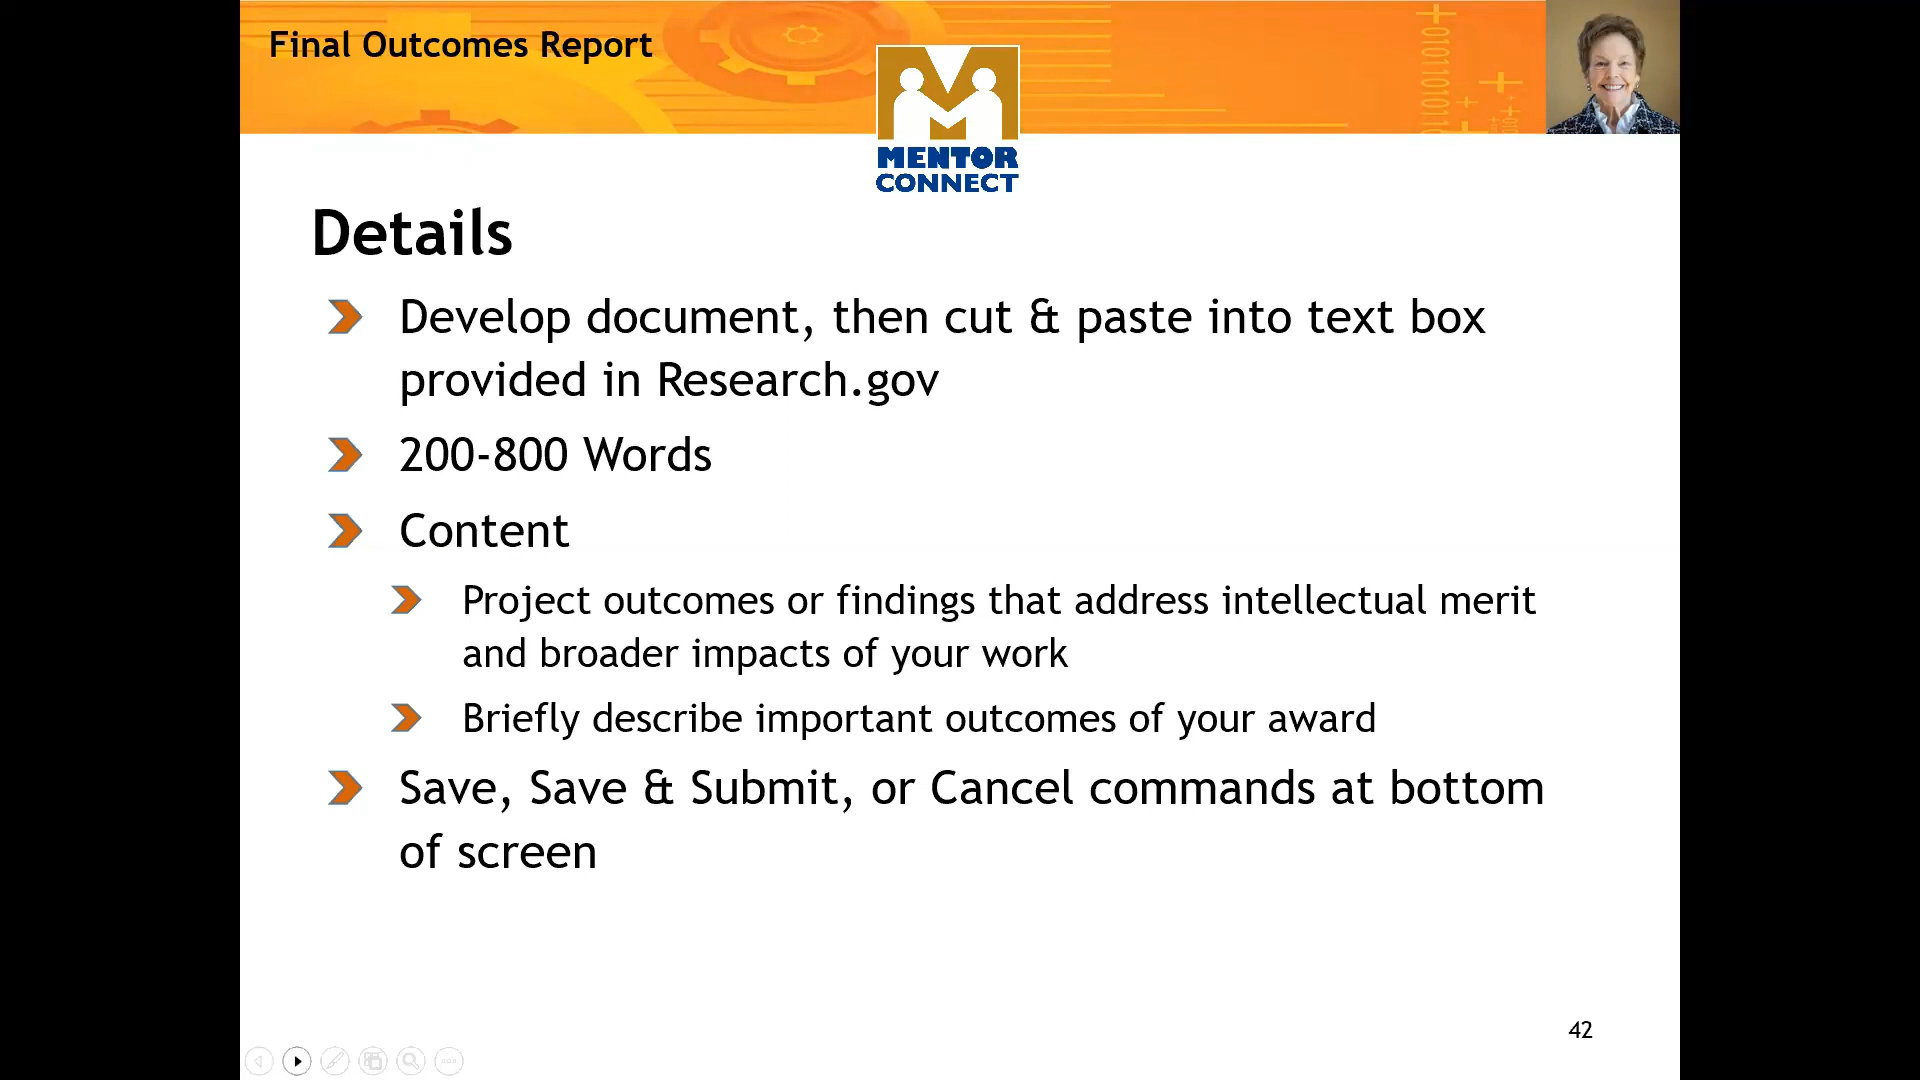 Final Outcomes Report
MENTOR
CONNECT
Details
Develop document, then cut & paste into text box
provided in Research.gov
200-800 Words
Content
Project outcomes or findings that address intellectual merit
and broader impacts of your work
Briefly describe important outcomes of your award
Save, Save & Submit, or Cancel commands at bottom
of screen
42